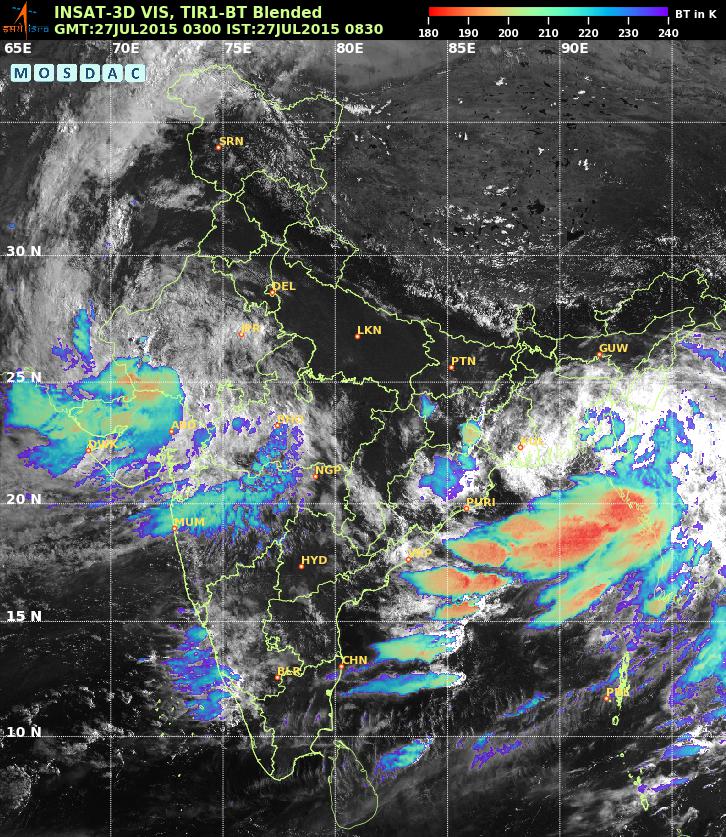 INSAT-3D VIS, TIR1-BT Blended
GMT:27JUL2015 0300 IST:27JUL2015 0830
BT in K
180 190 200 210 220 230 240
65E 70E 75E 80E 85E 90E
MOSDAC
SRN
30 N
DEL
JPR
LKN
GUW
PTN
25 N
ABD
DWK
NGP
20 N
PURI
MUM
HYD
15 N
CHN
BLR
10 N